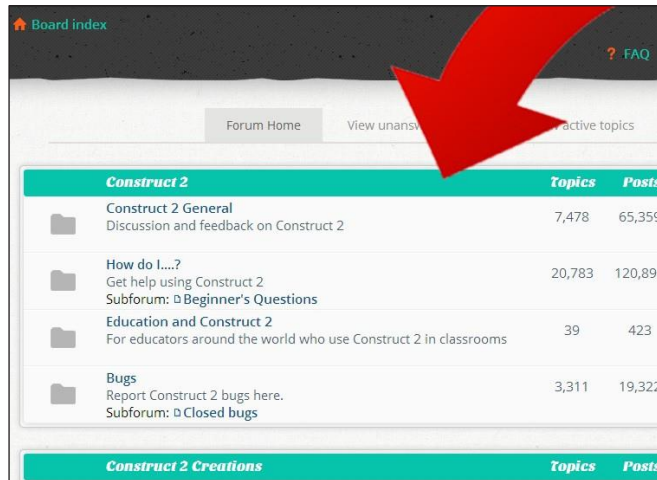 Board index
? FAQ
Forum Home View active topics
Construct 2 Topics Posts
Construct 2 General
Discussion and feedback on Construct 2
7,478 65,359
How do I....?
Get help using Construct 2
Subforum: Beginner's Questions
20,783
Education and Construct 2
For educators around the world who use Construct 2 in classrooms
39 423
Bugs
Report Construct 2 bugs here.
Subforum: Closed bugs
3,311 19,322
Construct 2 Creations Topics Posts